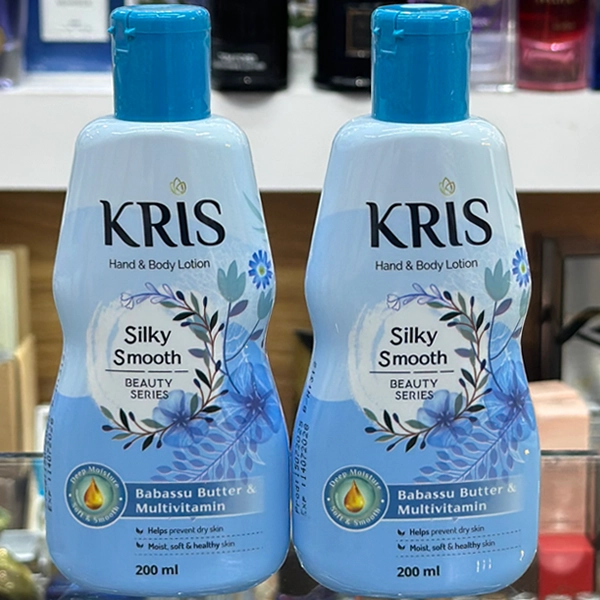 KRIS
Hand & Body Lotion
Silky
Smooth
BEAUTY
SERIES
Deep Moisture
Soft & Smooth
Babassu Butter &
Multivitamin
Helps prevent dry skin
Moist, soft & healthy skin
200 ml
KRIS
Hand & Body Lotion
Silky
Smooth
BEAUTY
SERIES
Deep Moisture
Soft & Smooth
Babassu Butter &
Multivitamin
Helps prevent dry skin
Moist, soft & healthy skin
200 ml
Exp 114072028